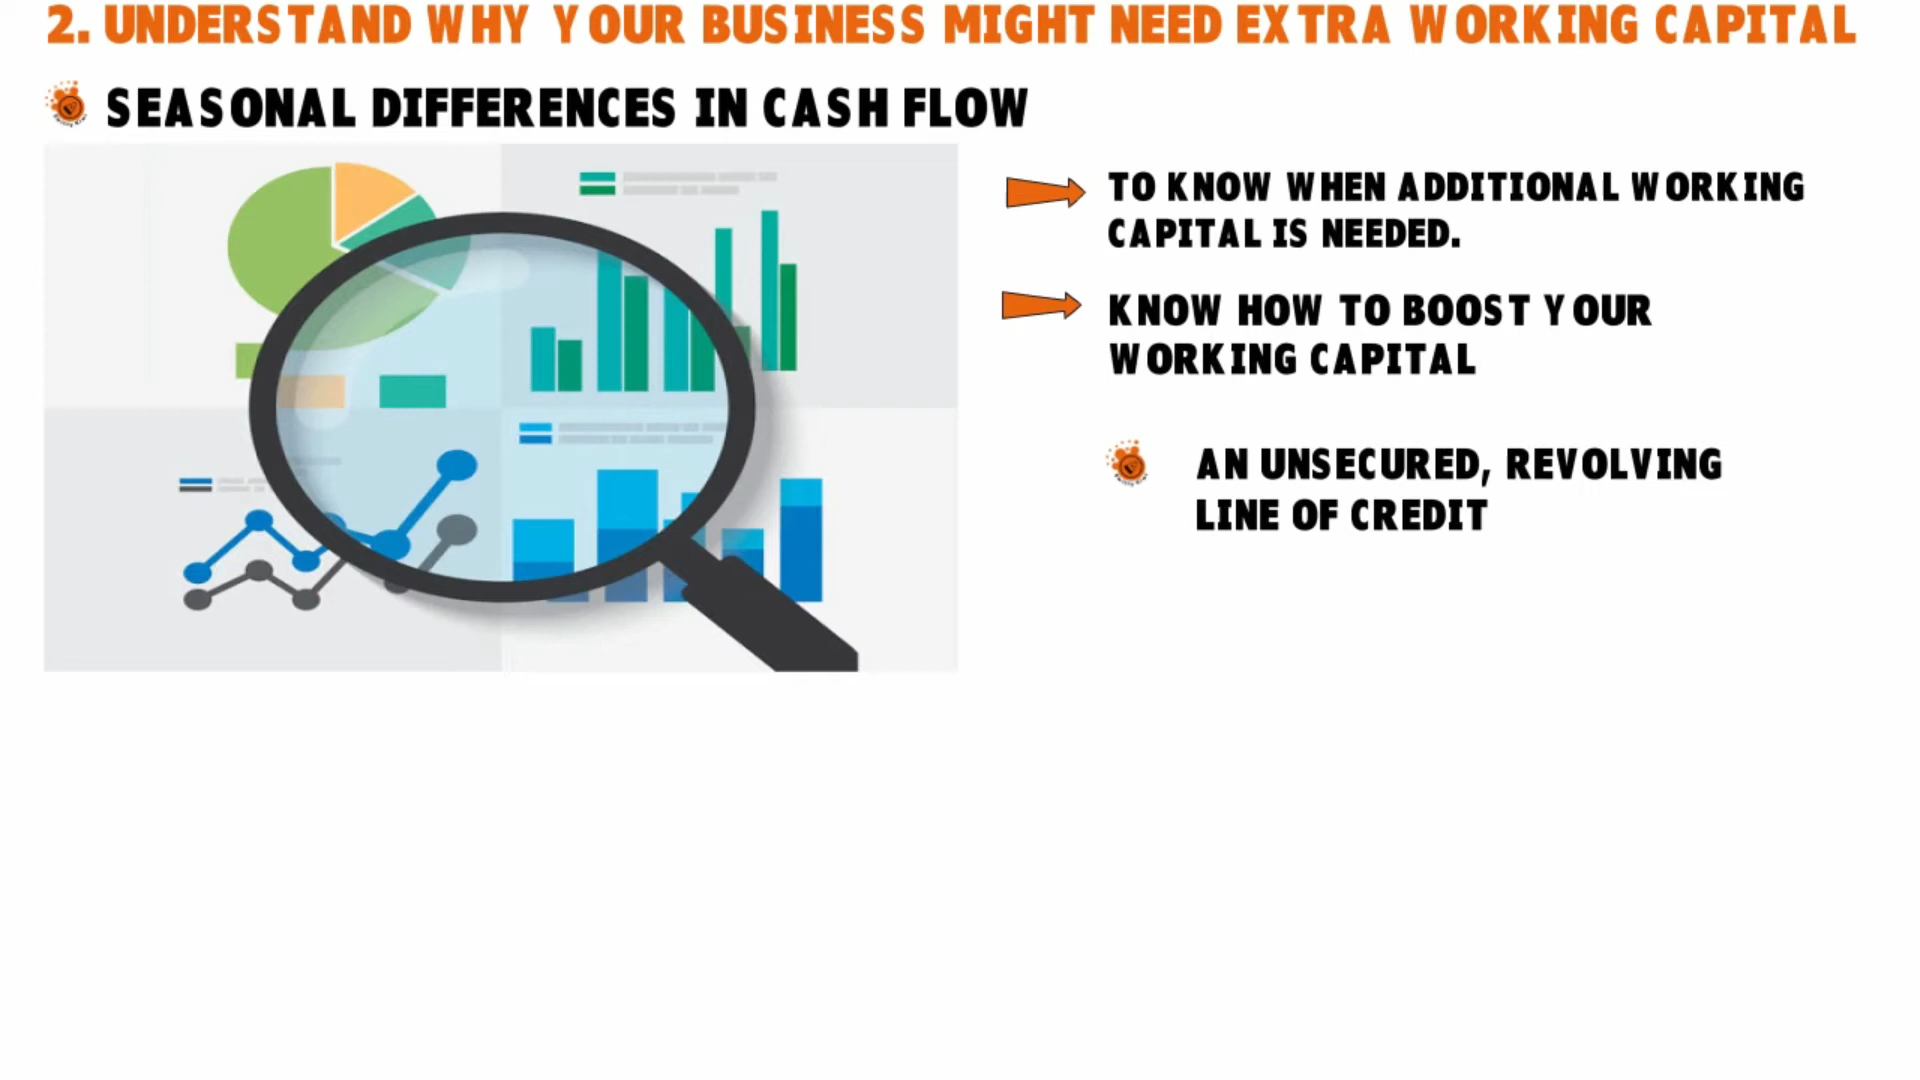 2. UNDERSTAND WHY YOUR BUSINESS MIGHT NEED EXTRA WORKING CAPITAL
SEASONAL DIFFERENCES IN CASH FLOW
TO KNOW WHEN ADDITIONAL WORKING
CAPITAL IS NEEDED.
KNOW HOW TO BOOST YOUR
WORKING CAPITAL
AN UNSECURED, REVOLVING
LINE OF CREDIT